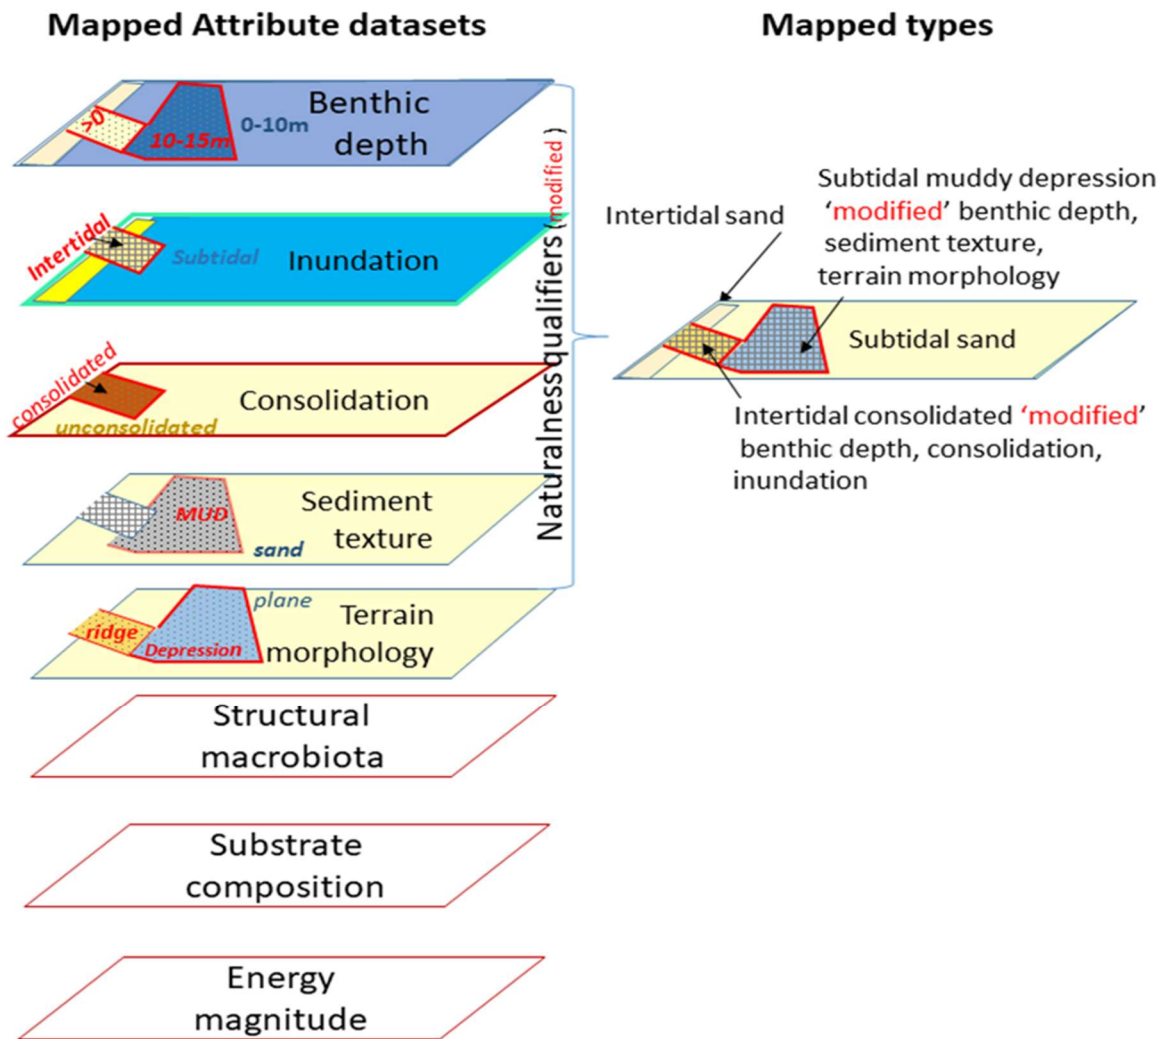 Mapped Attribute datasets
Mapped types
>0
10-15m
0-10m
Benthic
depth
Intertidal
Subtidal
Inundation
consolidated
unconsolidated
Consolidation
MUD
sand
Sediment
texture
ridge
Depression
plane
Terrain
morphology
Structural
macrobiota
Substrate
composition
Energy
magnitude
Naturalness qualifiers (modified )
Intertidal sand
Subtidal muddy depression
‘modified’ benthic depth,
sediment texture,
terrain morphology
Subtidal sand
Intertidal consolidated ‘modified’
benthic depth, consolidation,
inundation